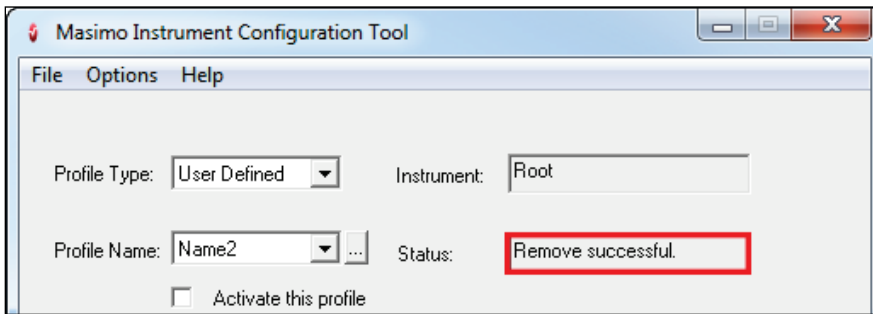 Masimo Instrument Configuration Tool
File Options Help
Profile Type: User Defined Instrument: Root
Profile Name: Name2 ... Status: Remove successful.
Activate this profile